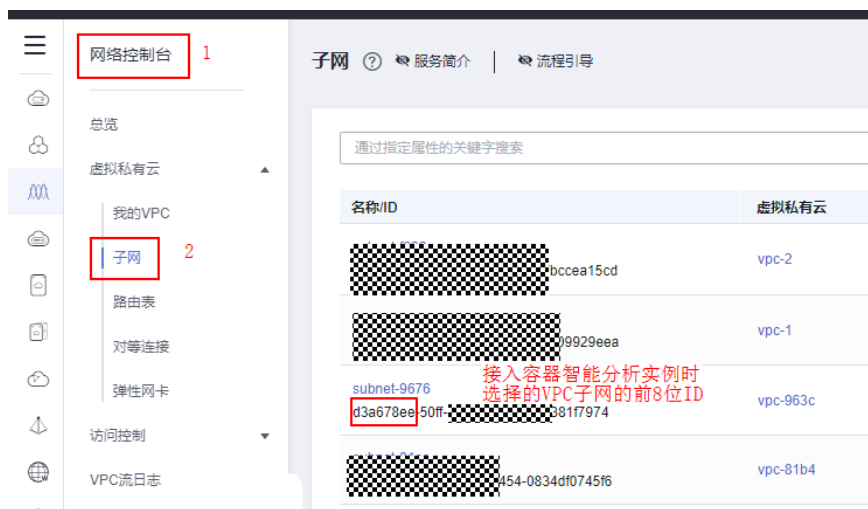 网络控制台
1
总览
虚拟私有云
我的VPC
子网
2
路由表
对等连接
弹性网卡
访问控制
VPC流日志
子网 ? 服务简介 流程引导
通过指定属性的关键字搜索
名称/ID 虚拟私有云
bccea15cd vpc-2
09929eea vpc-1
接入容器智能分析实例时
选择的VPC子网的前8位ID
subnet-9676
d3a678ee-50ff- 381f7974 vpc-963c
454-0834df0745f6 vpc-81b4